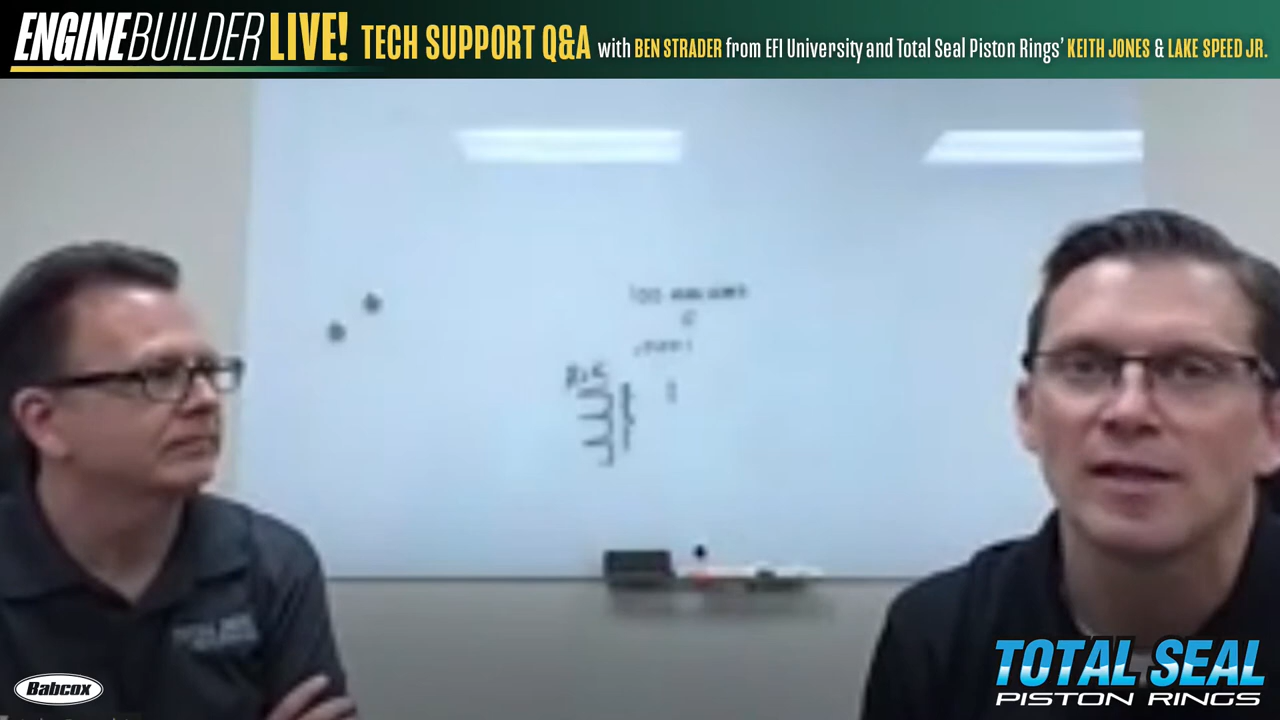 ENGINEBUILDER LIVE! TECH SUPPORT Q&A with BEN STRADER from EFI University and Total Seal Piston Rings' KEITH JONES & LAKE SPEED JR.
TOTAL SEAL
PISTON RINGS
Babcox